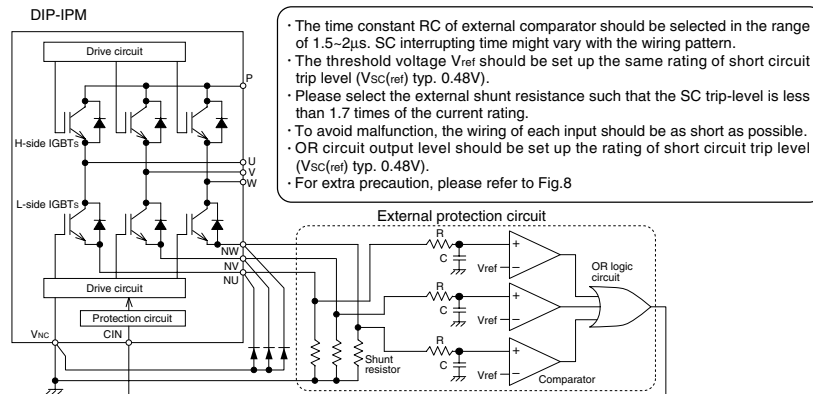 DIP-IPM
Drive circuit
P
H-side IGBTs
U
V
W
L-side IGBTs
NW
NV
NU
Drive circuit
Protection circuit
VNC
CIN
· The time constant RC of external comparator should be selected in the range
of 1.5~2μs. SC interrupting time might vary with the wiring pattern.
· The threshold voltage Vref should be set up the same rating of short circuit
trip level (VSC(ref) typ. 0.48V).
· Please select the external shunt resistance such that the SC trip-level is less
than 1.7 times of the current rating.
· To avoid malfunction, the wiring of each input should be as short as possible.
· OR circuit output level should be set up the rating of short circuit trip level
(VSC(ref) typ. 0.48V).
· For extra precaution, please refer to Fig.8
External protection circuit
R
C
Vref
+
−
OR logic
circuit
R
C
Vref
+
−
R
C
Vref
+
−
Shunt
resistor
Comparator